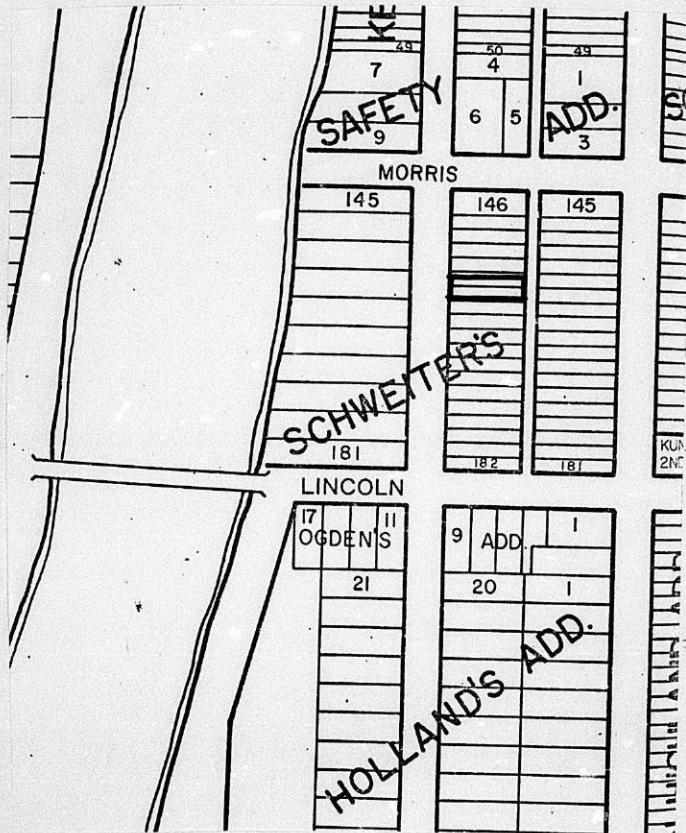 KE
49 50 49
7 4 1
SAFETY ADD.
9 6 5 3
MORRIS
145 146 145
SCHWEITER'S
181 182 181
KUN
2ND
LINCOLN
17 11 9 1
OGDEN'S ADD.
21 20 1
HOLLAND'S ADD.